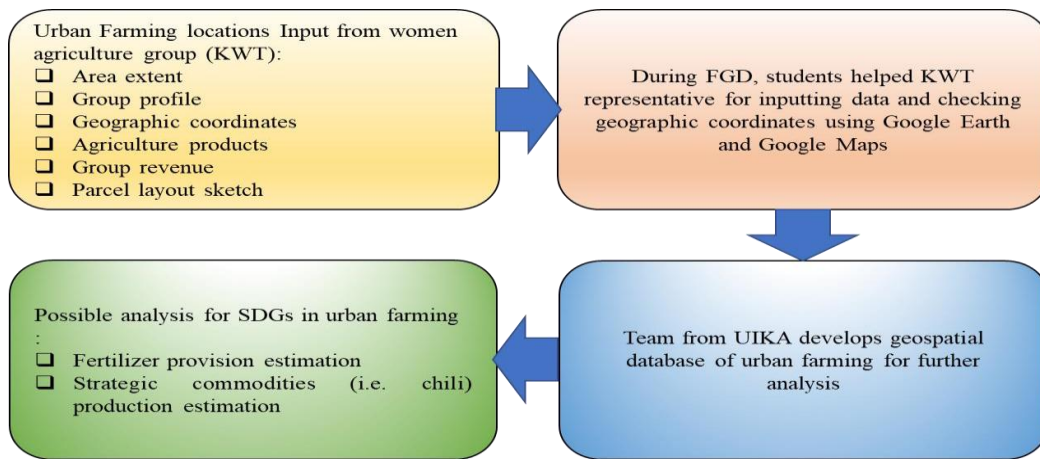 Urban Farming locations Input from women
agriculture group (KWT):
❑ Area extent
❑ Group profile
❑ Geographic coordinates
❑ Agriculture products
❑ Group revenue
❑ Parcel layout sketch
During FGD, students helped KWT
representative for inputting data and checking
geographic coordinates using Google Earth
and Google Maps
Team from UIKA develops geospatial
database of urban farming for further
analysis
Possible analysis for SDGs in urban farming
:
❑ Fertilizer provision estimation
❑ Strategic commodities (i.e. chili)
production estimation